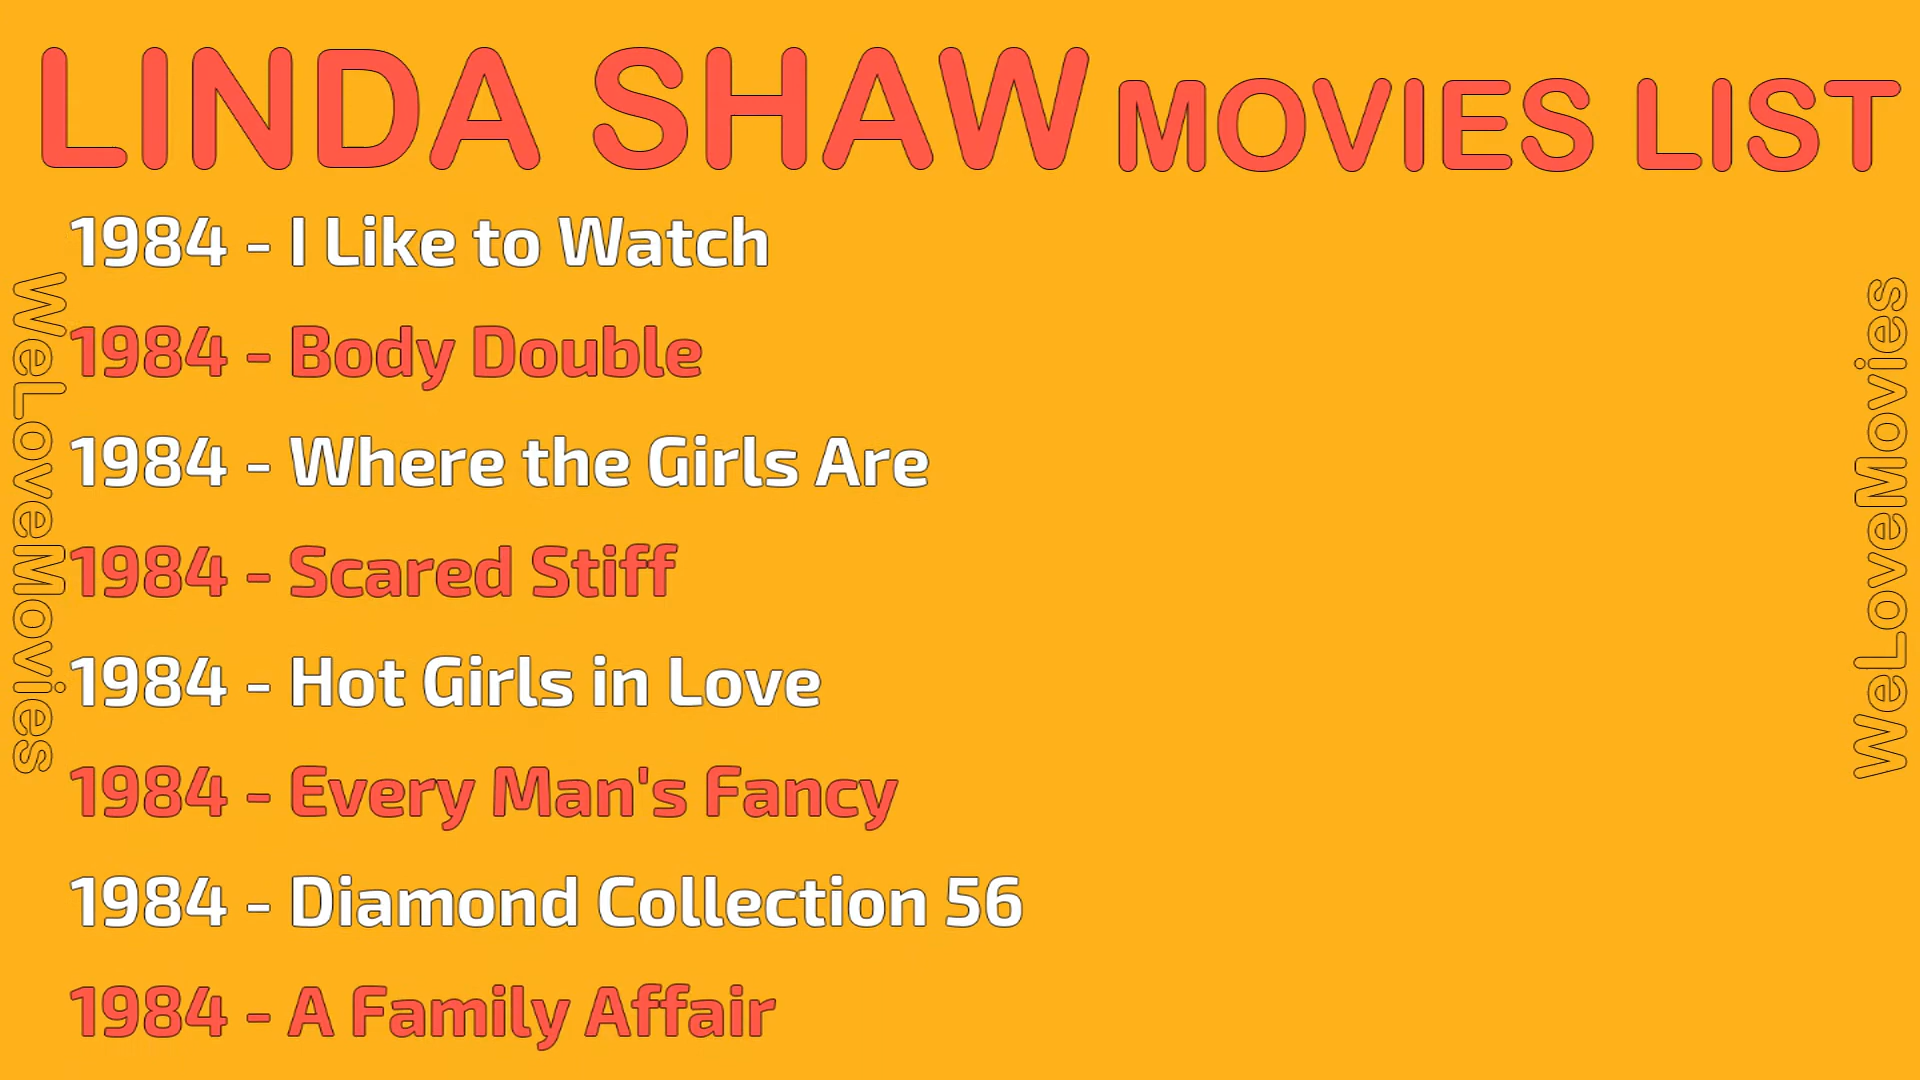 LINDA SHAW MOVIES LIST
1984 - I Like to Watch
1984 - Body Double
1984 - Where the Girls Are
1984 - Scared Stiff
1984 - Hot Girls in Love
1984 - Every Man's Fancy
1984 - Diamond Collection 56
1984 - A Family Affair
WeLoveMovies
WeLoveMovies